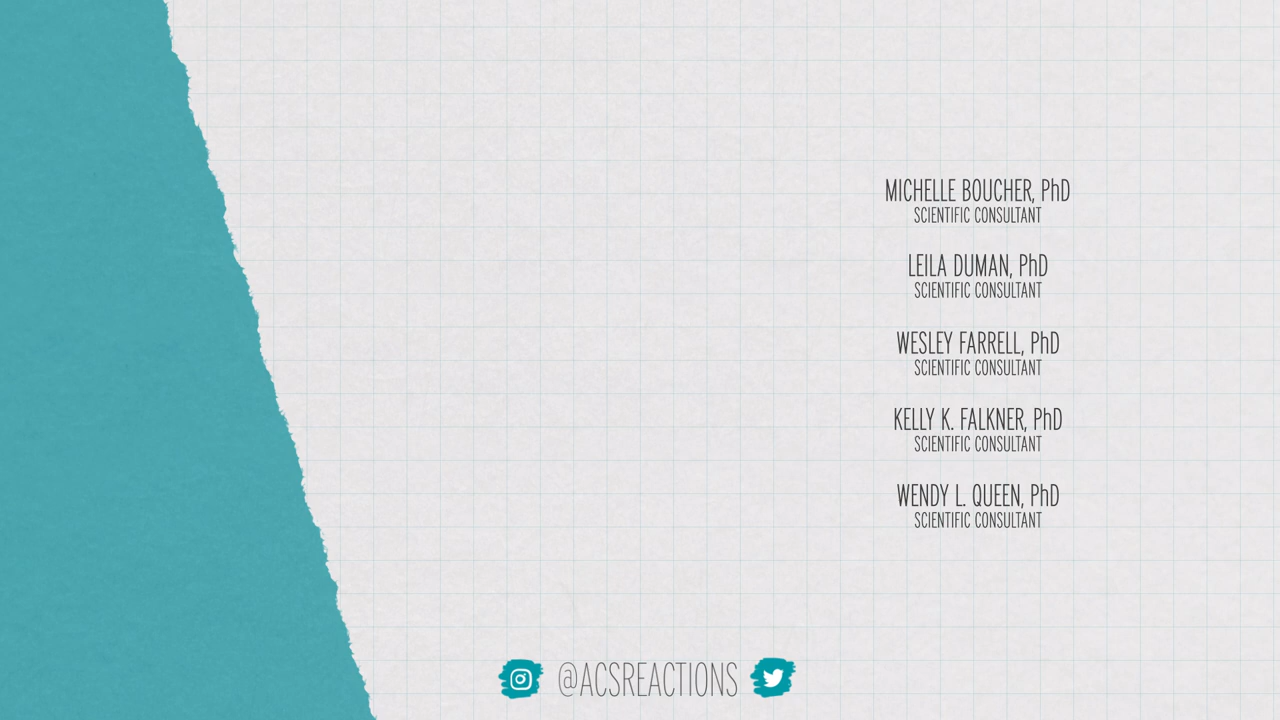 MICHELLE BOUCHER, PhD
SCIENTIFIC CONSULTANT
LEILA DUMAN, PhD
SCIENTIFIC CONSULTANT
WESLEY FARRELL, PhD
SCIENTIFIC CONSULTANT
KELLY K. FALKNER, PhD
SCIENTIFIC CONSULTANT
WENDY L. QUEEN, PhD
SCIENTIFIC CONSULTANT
@ACSREACTIONS